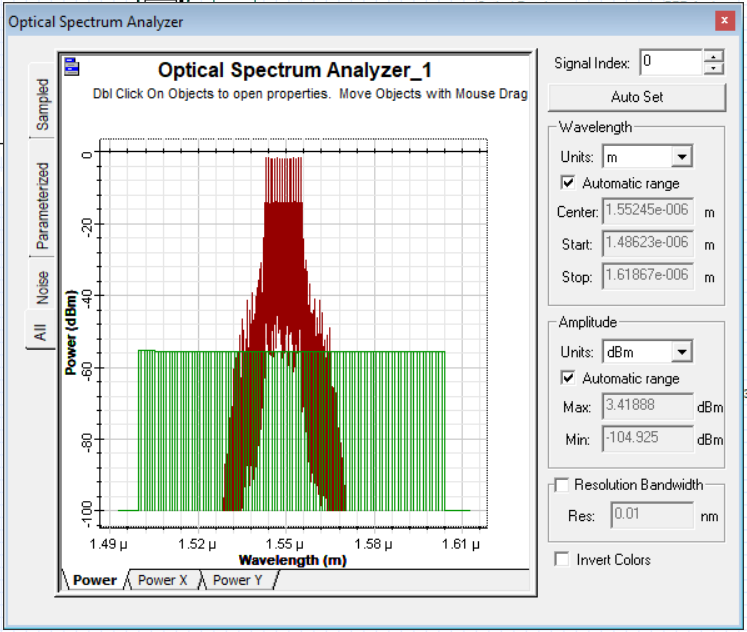 Optical Spectrum Analyzer
x
Optical Spectrum Analyzer_1
Dbl Click On Objects to open properties. Move Objects with Mouse Drag
Sampled
Parameterized
Noise
All
Power (dBm)
0
-20
-40
-60
-80
-100
1.49 µ
1.52 µ
1.55 µ
1.58 µ
1.61 µ
Wavelength (m)
Power
Power X
Power Y
Signal Index: 0
Auto Set
Wavelength
Units: m
Automatic range
Center: 1.55245e-006 m
Start: 1.48623e-006 m
Stop: 1.61867e-006 m
Amplitude
Units: dBm
Automatic range
Max: 3.41888 dBm
Min: -104.925 dBm
Resolution Bandwidth
Res: 0.01 nm
Invert Colors